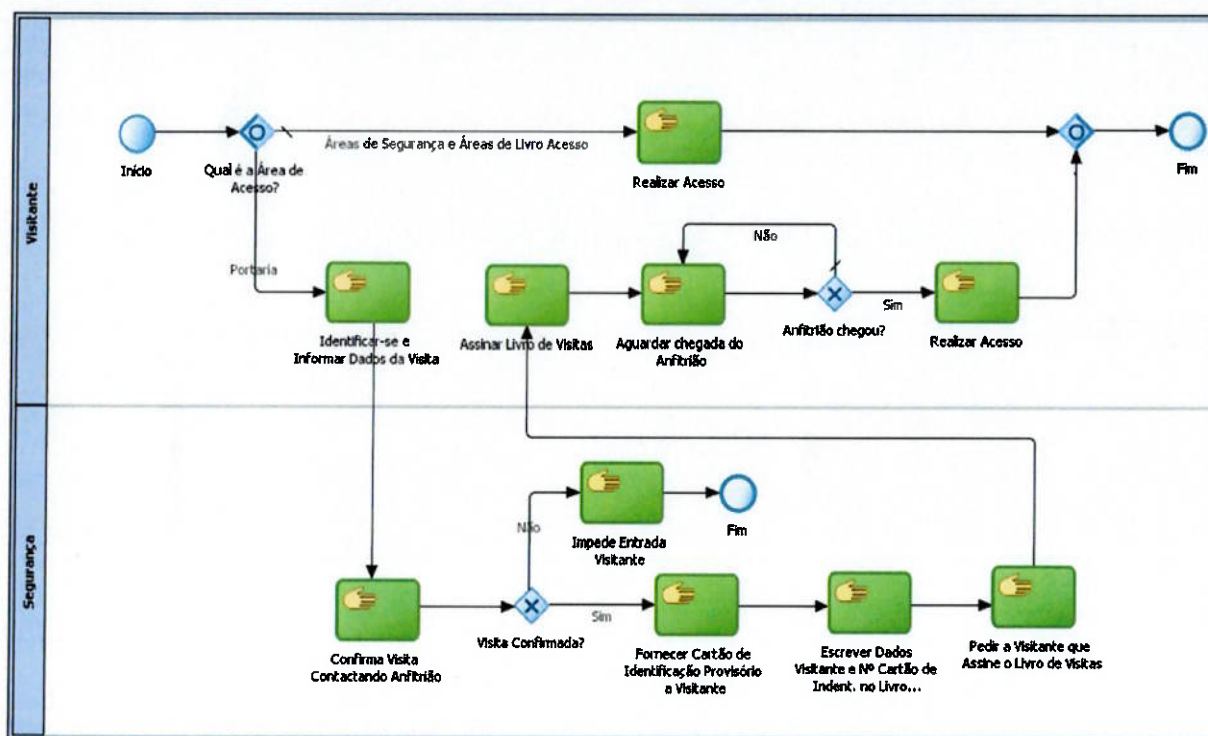 Visitante
Início
Qual é a Área de
Acesso?
Áreas de Segurança e Áreas de Livro Acesso
Realizar Acesso
Fim
Portaria
Identificar-se e
Informar Dados da Visita
Assinar Livro de Visitas
Aguardar chegada do
Anfitrião
Não
Anfitrião chegou?
Sim
Realizar Acesso
Segurança
Confirma Visita
Contactando Anfitrião
Visita Confirmada?
Não
Impede Entrada
Visitante
Fim
Sim
Fornecer Cartão de
Identificação Provisório
a Visitante
Escrever Dados
Visitante e Nº Cartão de
Indent. no Livro...
Pedir a Visitante que
Assine o Livro de Visitas